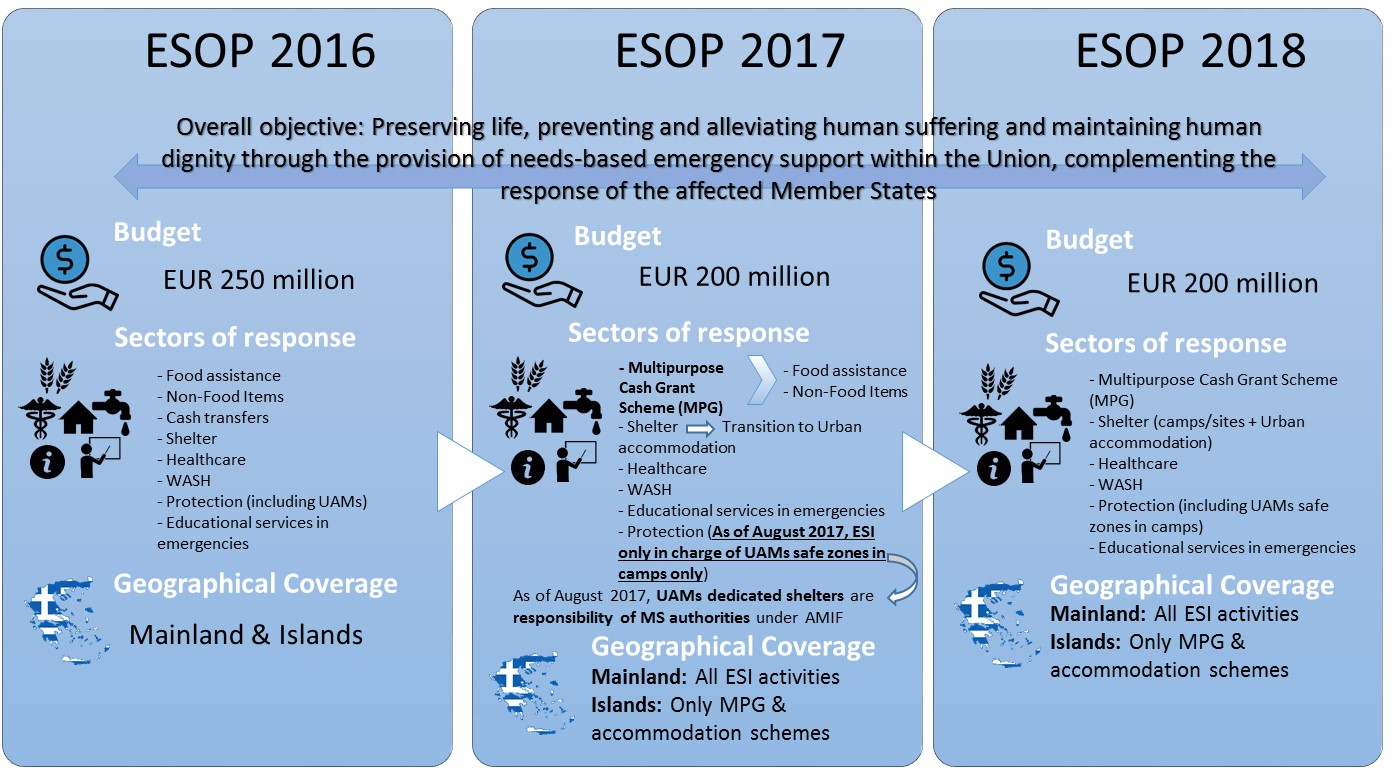 ESOP 2016
ESOP 2017
ESOP 2018
Overall objective: Preserving life, preventing and alleviating human suffering and maintaining human
dignity through the provision of needs-based emergency support within the Union, complementing the
response of the affected Member States
Budget
EUR 250 million
Sectors of response
- Food assistance
- Non-Food Items
- Cash transfers
- Shelter
- Healthcare
- WASH
- Protection (including UAMs)
- Educational services in
emergencies
Geographical Coverage
Mainland & Islands
Budget
EUR 200 million
Sectors of response
- Multipurpose
Cash Grant
Scheme (MPG)
- Food assistance
- Non-Food Items
- Shelter Transition to Urban
accommodation
- Healthcare
- WASH
- Educational services in emergencies
- Protection (As of August 2017, ESI
only in charge of UAMs safe zones in
camps only)
As of August 2017, UAMs dedicated shelters are
responsibility of MS authorities under AMIF
Geographical Coverage
Mainland: All ESI activities
Islands: Only MPG &
accommodation schemes
Budget
EUR 200 million
Sectors of response
- Multipurpose Cash Grant Scheme
(MPG)
- Shelter (camps/sites + Urban
accommodation)
- Healthcare
- WASH
- Protection (including UAMs safe
zones in camps)
- Educational services in emergencies
Geographical Coverage
Mainland: All ESI activities
Islands: Only MPG &
accommodation schemes